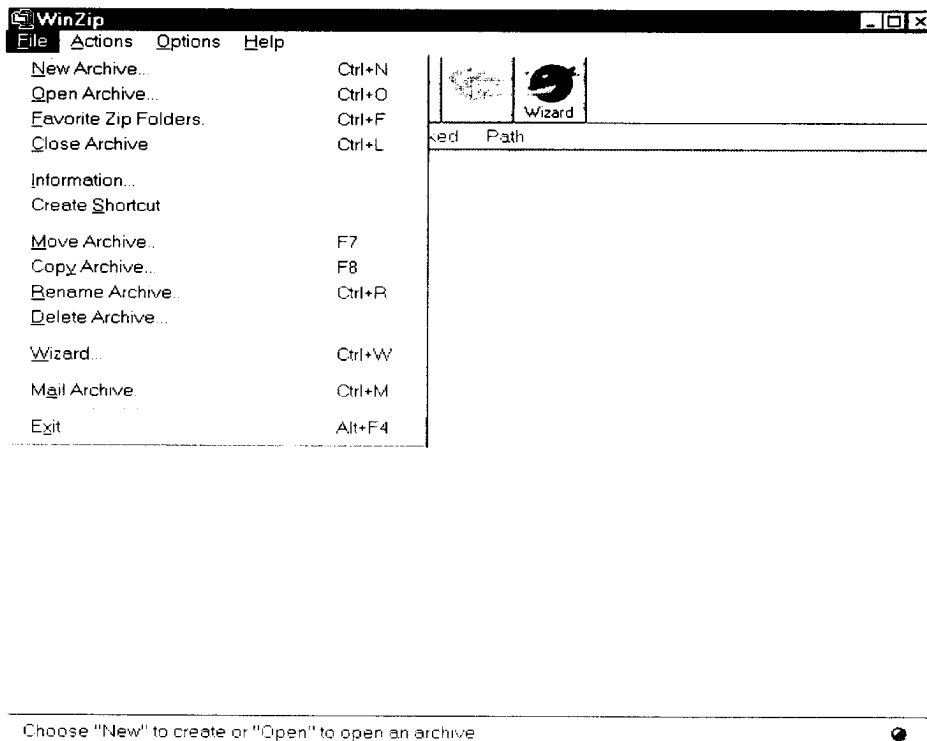 WinZip
File Actions Options Help
New Archive... Ctrl+N
Open Archive... Ctrl+O
Favorite Zip Folders. Ctrl+F
Close Archive Ctrl+L
Information...
Create Shortcut
Move Archive.. F7
Copy Archive... F8
Rename Archive.. Ctrl+R
Delete Archive...
Wizard... Ctrl+W
Mail Archive Ctrl+M
Exit Alt+F4
Wizard
ked Path
Choose "New" to create or "Open" to open an archive